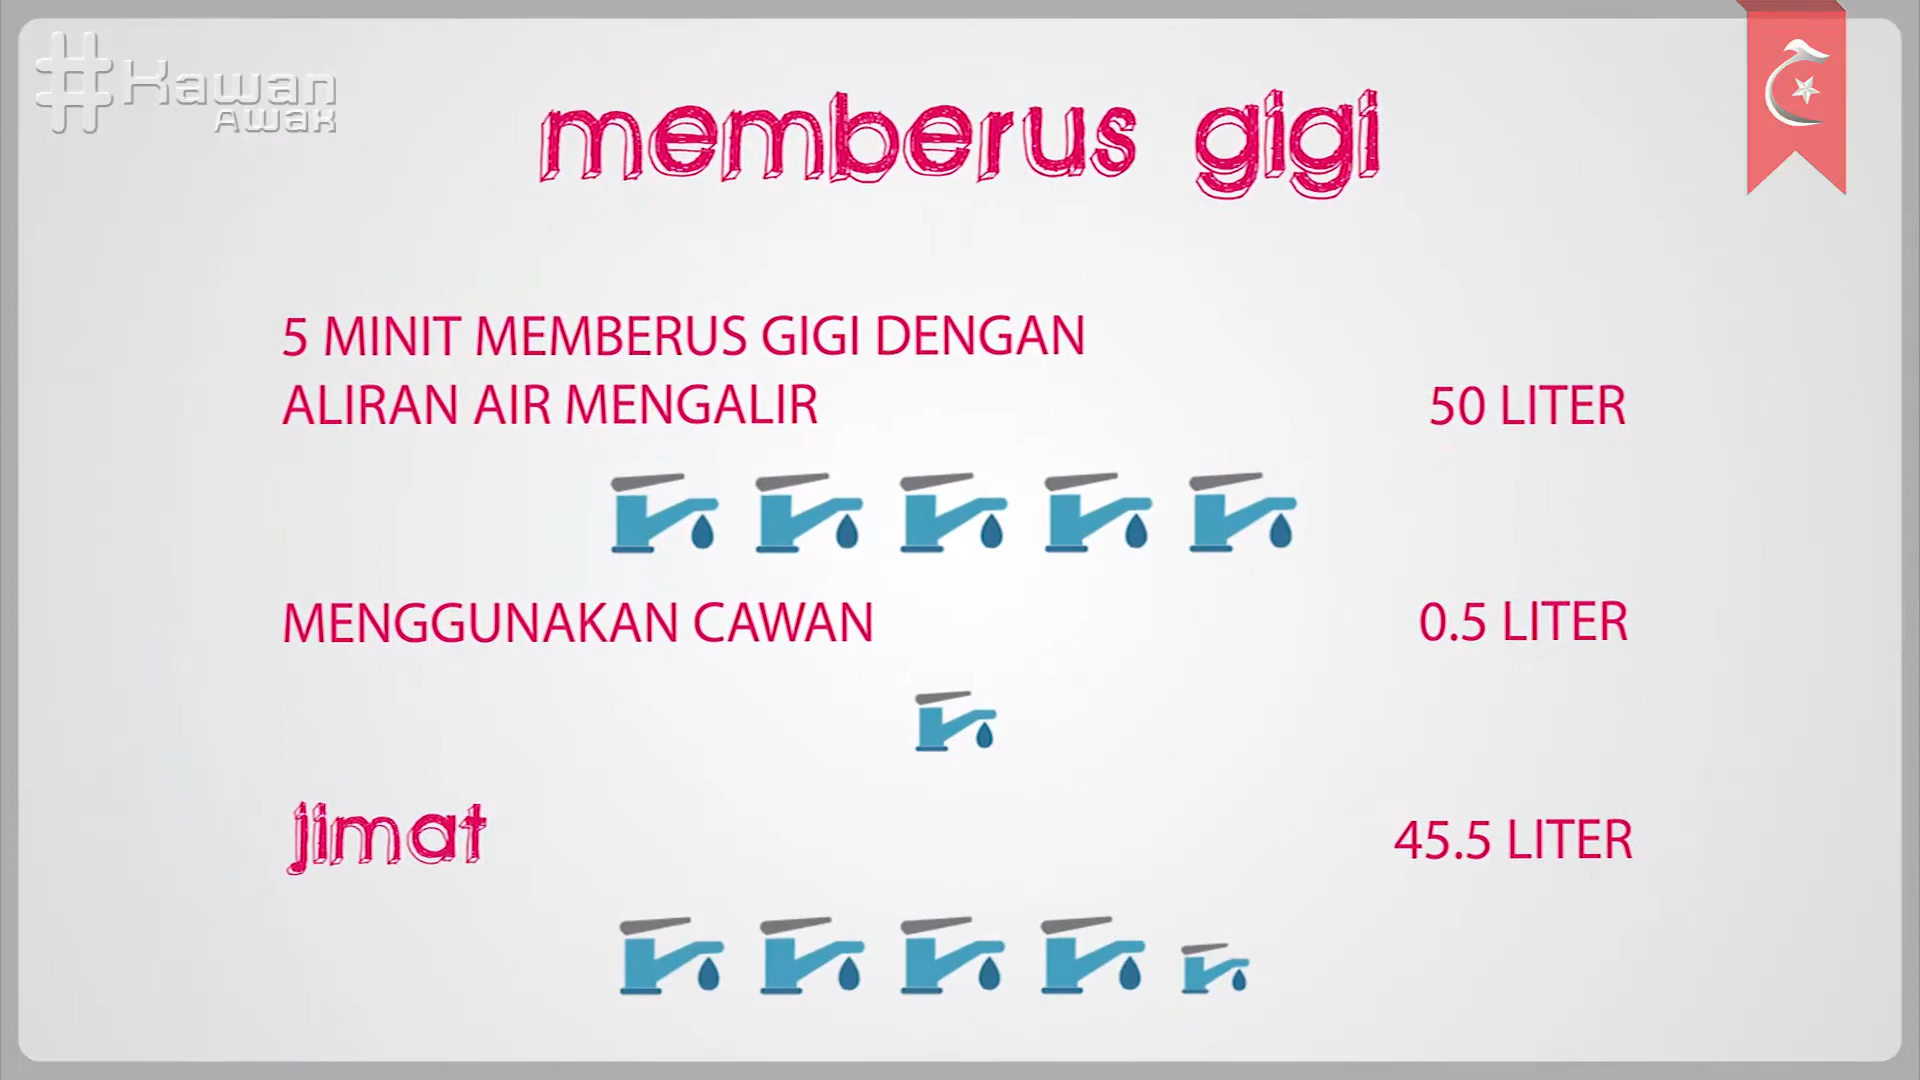 #Kawan
Awak
memberus gigi
5 MINIT MEMBERUS GIGI DENGAN
ALIRAN AIR MENGALIR 50 LITER
MENGGUNAKAN CAWAN 0.5 LITER
jimat 45.5 LITER